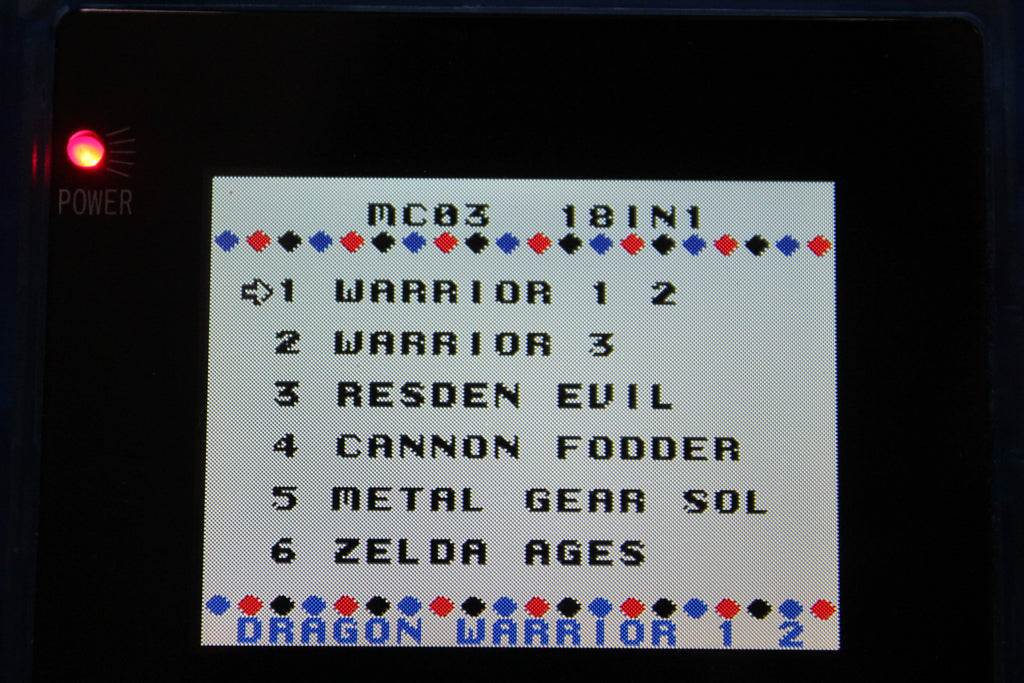 POWER
MC03 18IN1
1 WARRIOR 1 2
2 WARRIOR 3
3 RESDEN EVIL
4 CANNON FODDER
5 METAL GEAR SOL
6 ZELDA AGES
DRAGON WARRIOR 1 2